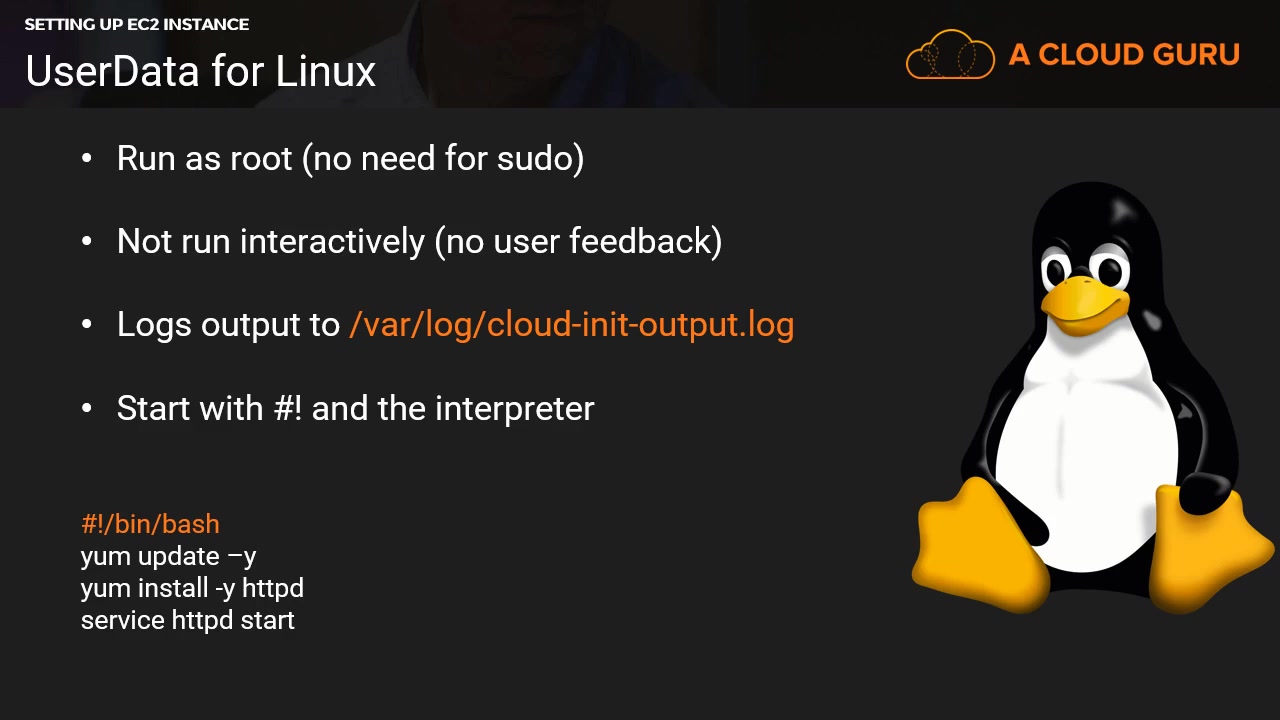 SETTING UP EC2 INSTANCE
UserData for Linux
A CLOUD GURU
• Run as root (no need for sudo)
• Not run interactively (no user feedback)
• Logs output to /var/log/cloud-init-output.log
• Start with #! and the interpreter
#!/bin/bash
yum update –y
yum install -y httpd
service httpd start